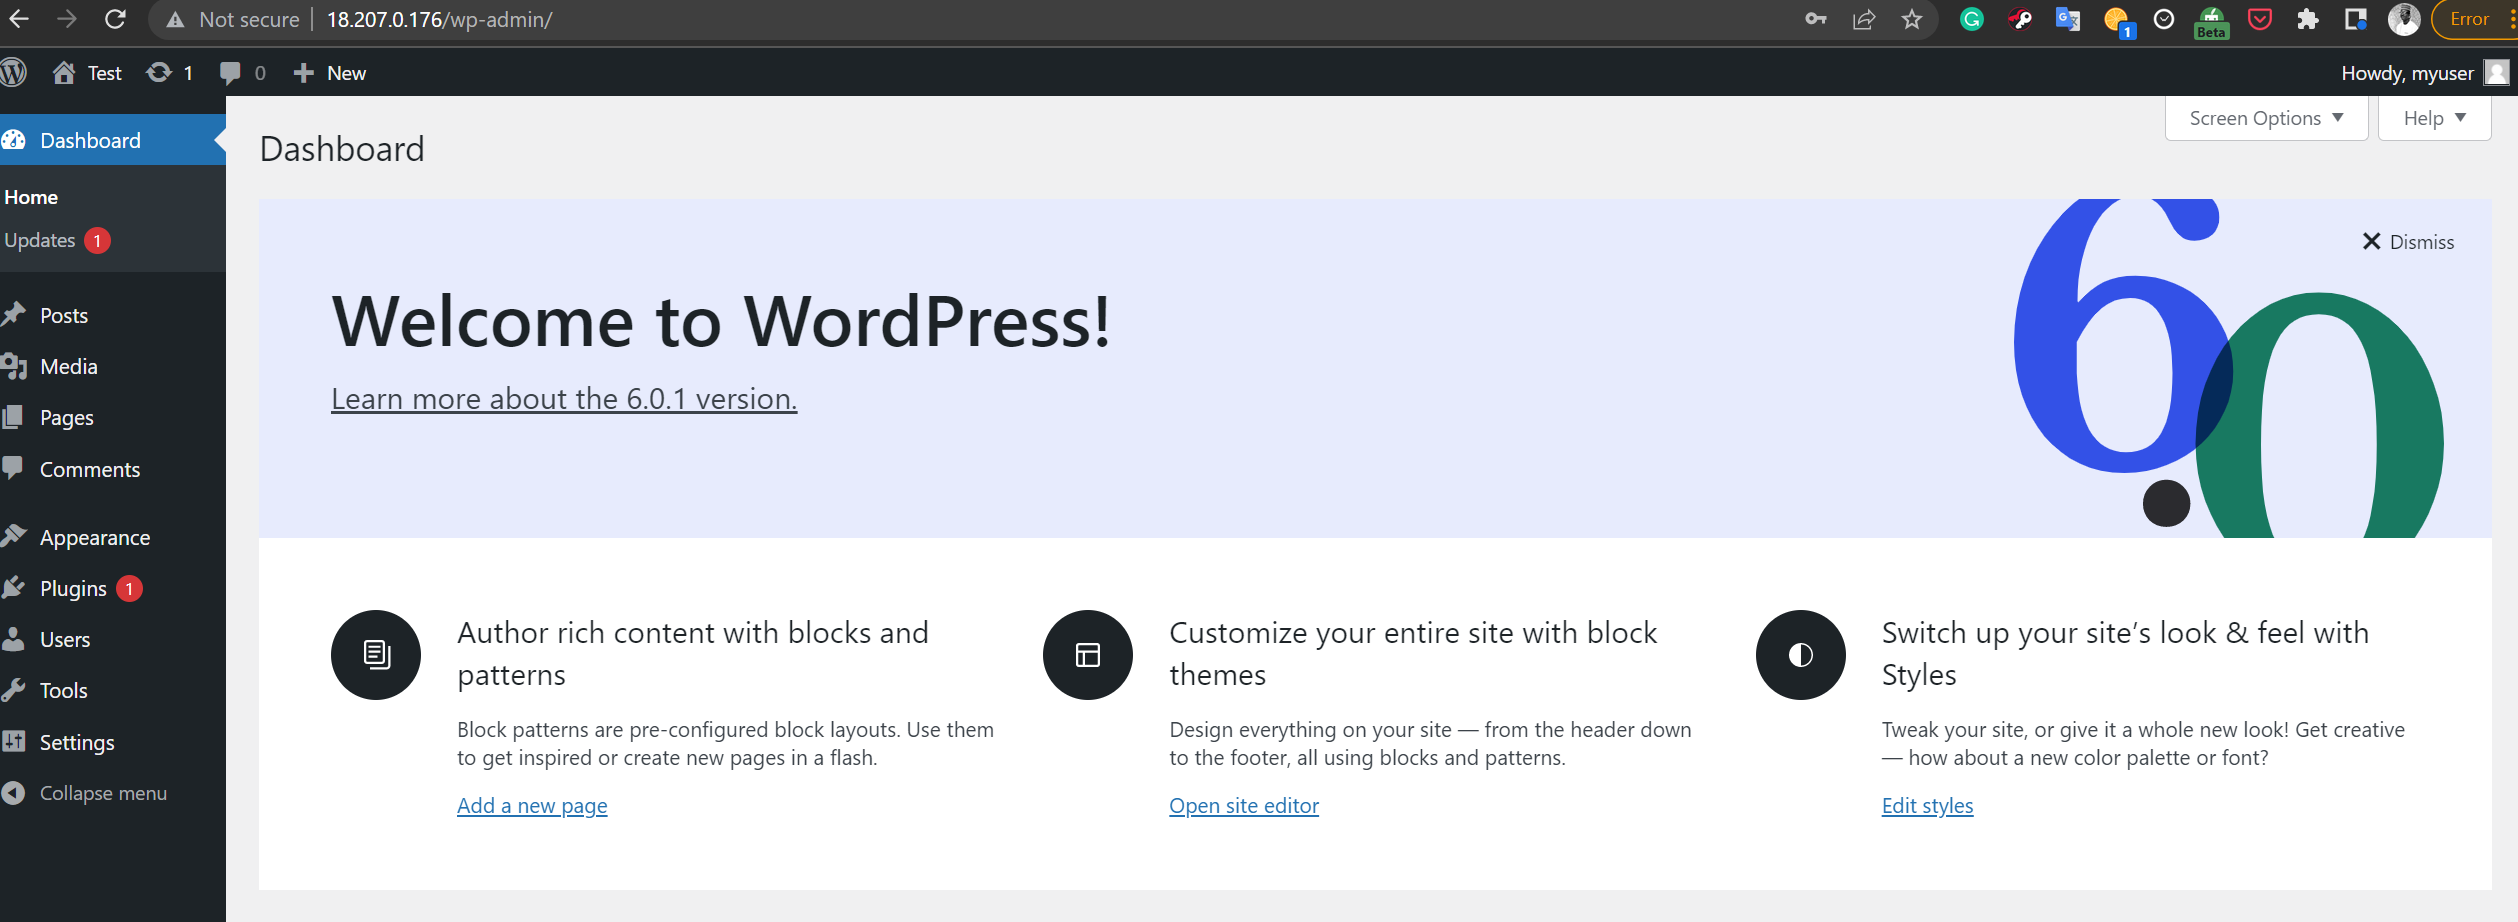 Not secure | 18.207.0.176/wp-admin/
1
Beta
Error
Test 1 0 New
Howdy, myuser
Dashboard
Home
Updates 1
Posts
Media
Pages
Comments
Appearance
Plugins 1
Users
Tools
Settings
Collapse menu
Screen Options
Help
Dashboard
Dismiss
6.0
Welcome to WordPress!
Learn more about the 6.0.1 version.
Author rich content with blocks and
patterns
Block patterns are pre-configured block layouts. Use them
to get inspired or create new pages in a flash.
Add a new page
Customize your entire site with block
themes
Design everything on your site — from the header down
to the footer, all using blocks and patterns.
Open site editor
Switch up your site’s look & feel with
Styles
Tweak your site, or give it a whole new look! Get creative
— how about a new color palette or font?
Edit styles